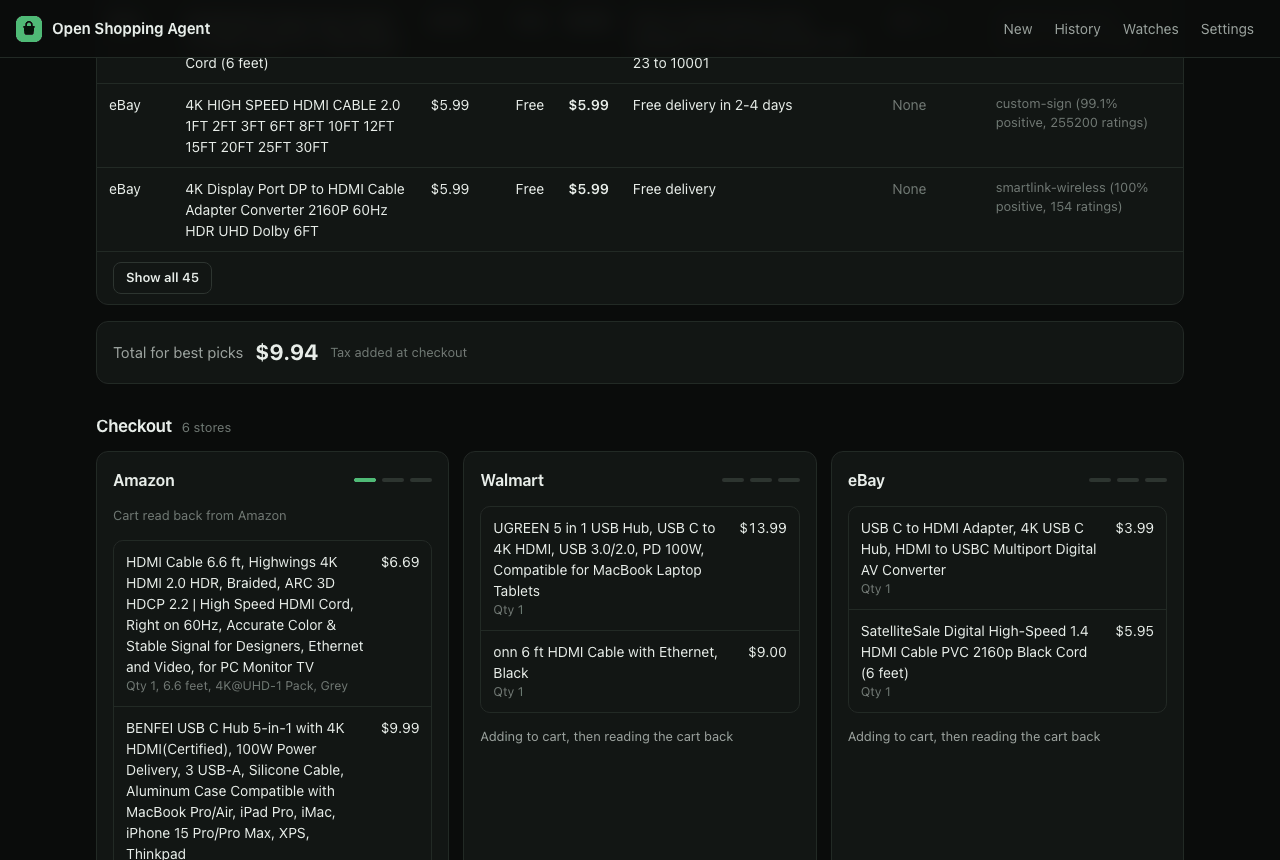 Open Shopping Agent
New History Watches Settings
Cord (6 feet)
23 to 10001
eBay
4K HIGH SPEED HDMI CABLE 2.0
1FT 2FT 3FT 6FT 8FT 10FT 12FT
15FT 20FT 25FT 30FT
$5.99
Free
$5.99
Free delivery in 2-4 days
None
custom-sign (99.1%
positive, 255200 ratings)
eBay
4K Display Port DP to HDMI Cable
Adapter Converter 2160P 60Hz
HDR UHD Dolby 6FT
$5.99
Free
$5.99
Free delivery
None
smartlink-wireless (100%
positive, 154 ratings)
Show all 45
Total for best picks $9.94 Tax added at checkout
Checkout 6 stores
Amazon
Cart read back from Amazon
HDMI Cable 6.6 ft, Highwings 4K
HDMI 2.0 HDR, Braided, ARC 3D
HDCP 2.2 | High Speed HDMI Cord,
Right on 60Hz, Accurate Color &
Stable Signal for Designers, Ethernet
and Video, for PC Monitor TV
$6.69
Qty 1, 6.6 feet, 4K@UHD-1 Pack, Grey
BENFEI USB C Hub 5-in-1 with 4K
HDMI(Certified), 100W Power
Delivery, 3 USB-A, Silicone Cable,
Aluminum Case Compatible with
MacBook Pro/Air, iPad Pro, iMac,
iPhone 15 Pro/Pro Max, XPS,
Thinkpad
$9.99
Walmart
UGREEN 5 in 1 USB Hub, USB C to
4K HDMI, USB 3.0/2.0, PD 100W,
Compatible for MacBook Laptop
Tablets
$13.99
Qty 1
onn 6 ft HDMI Cable with Ethernet,
Black
$9.00
Qty 1
Adding to cart, then reading the cart back
eBay
USB C to HDMI Adapter, 4K USB C
Hub, HDMI to USBC Multiport Digital
AV Converter
$3.99
Qty 1
SatelliteSale Digital High-Speed 1.4
HDMI Cable PVC 2160p Black Cord
(6 feet)
$5.95
Qty 1
Adding to cart, then reading the cart back